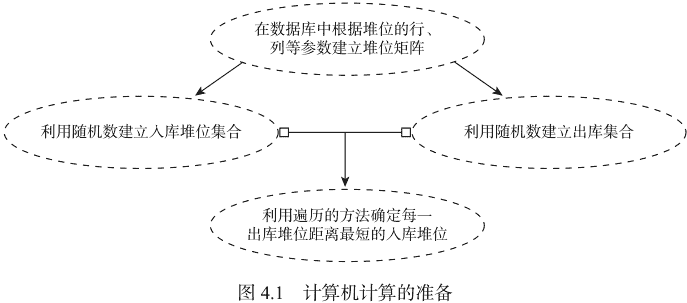 在数据库中根据堆位的行、
列等参数建立堆位矩阵
利用随机数建立入库堆位集合
利用随机数建立出库集合
利用遍历的方法确定每一
出库堆位距离最短的入库堆位
图 4.1 计算机计算的准备